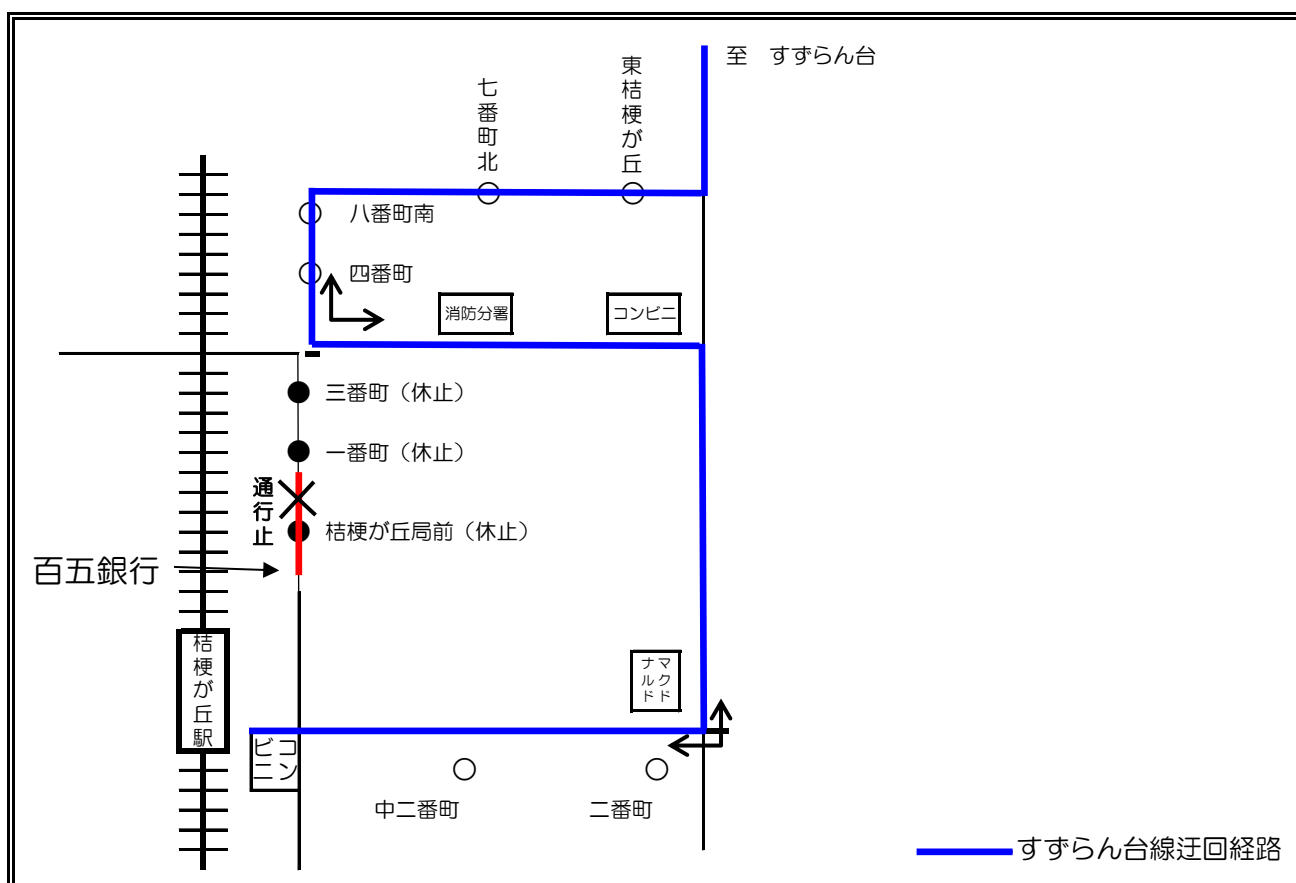 至 すずらん台
東桔梗が丘
七番町北
八番町南
四番町
消防分署
コンビニ
三番町（休止）
一番町（休止）
通行止
桔梗が丘局前（休止）
百五銀行
桔梗が丘駅
マクド
ナルド
コン
ビニ
中二番町
二番町
すずらん台線迂回経路